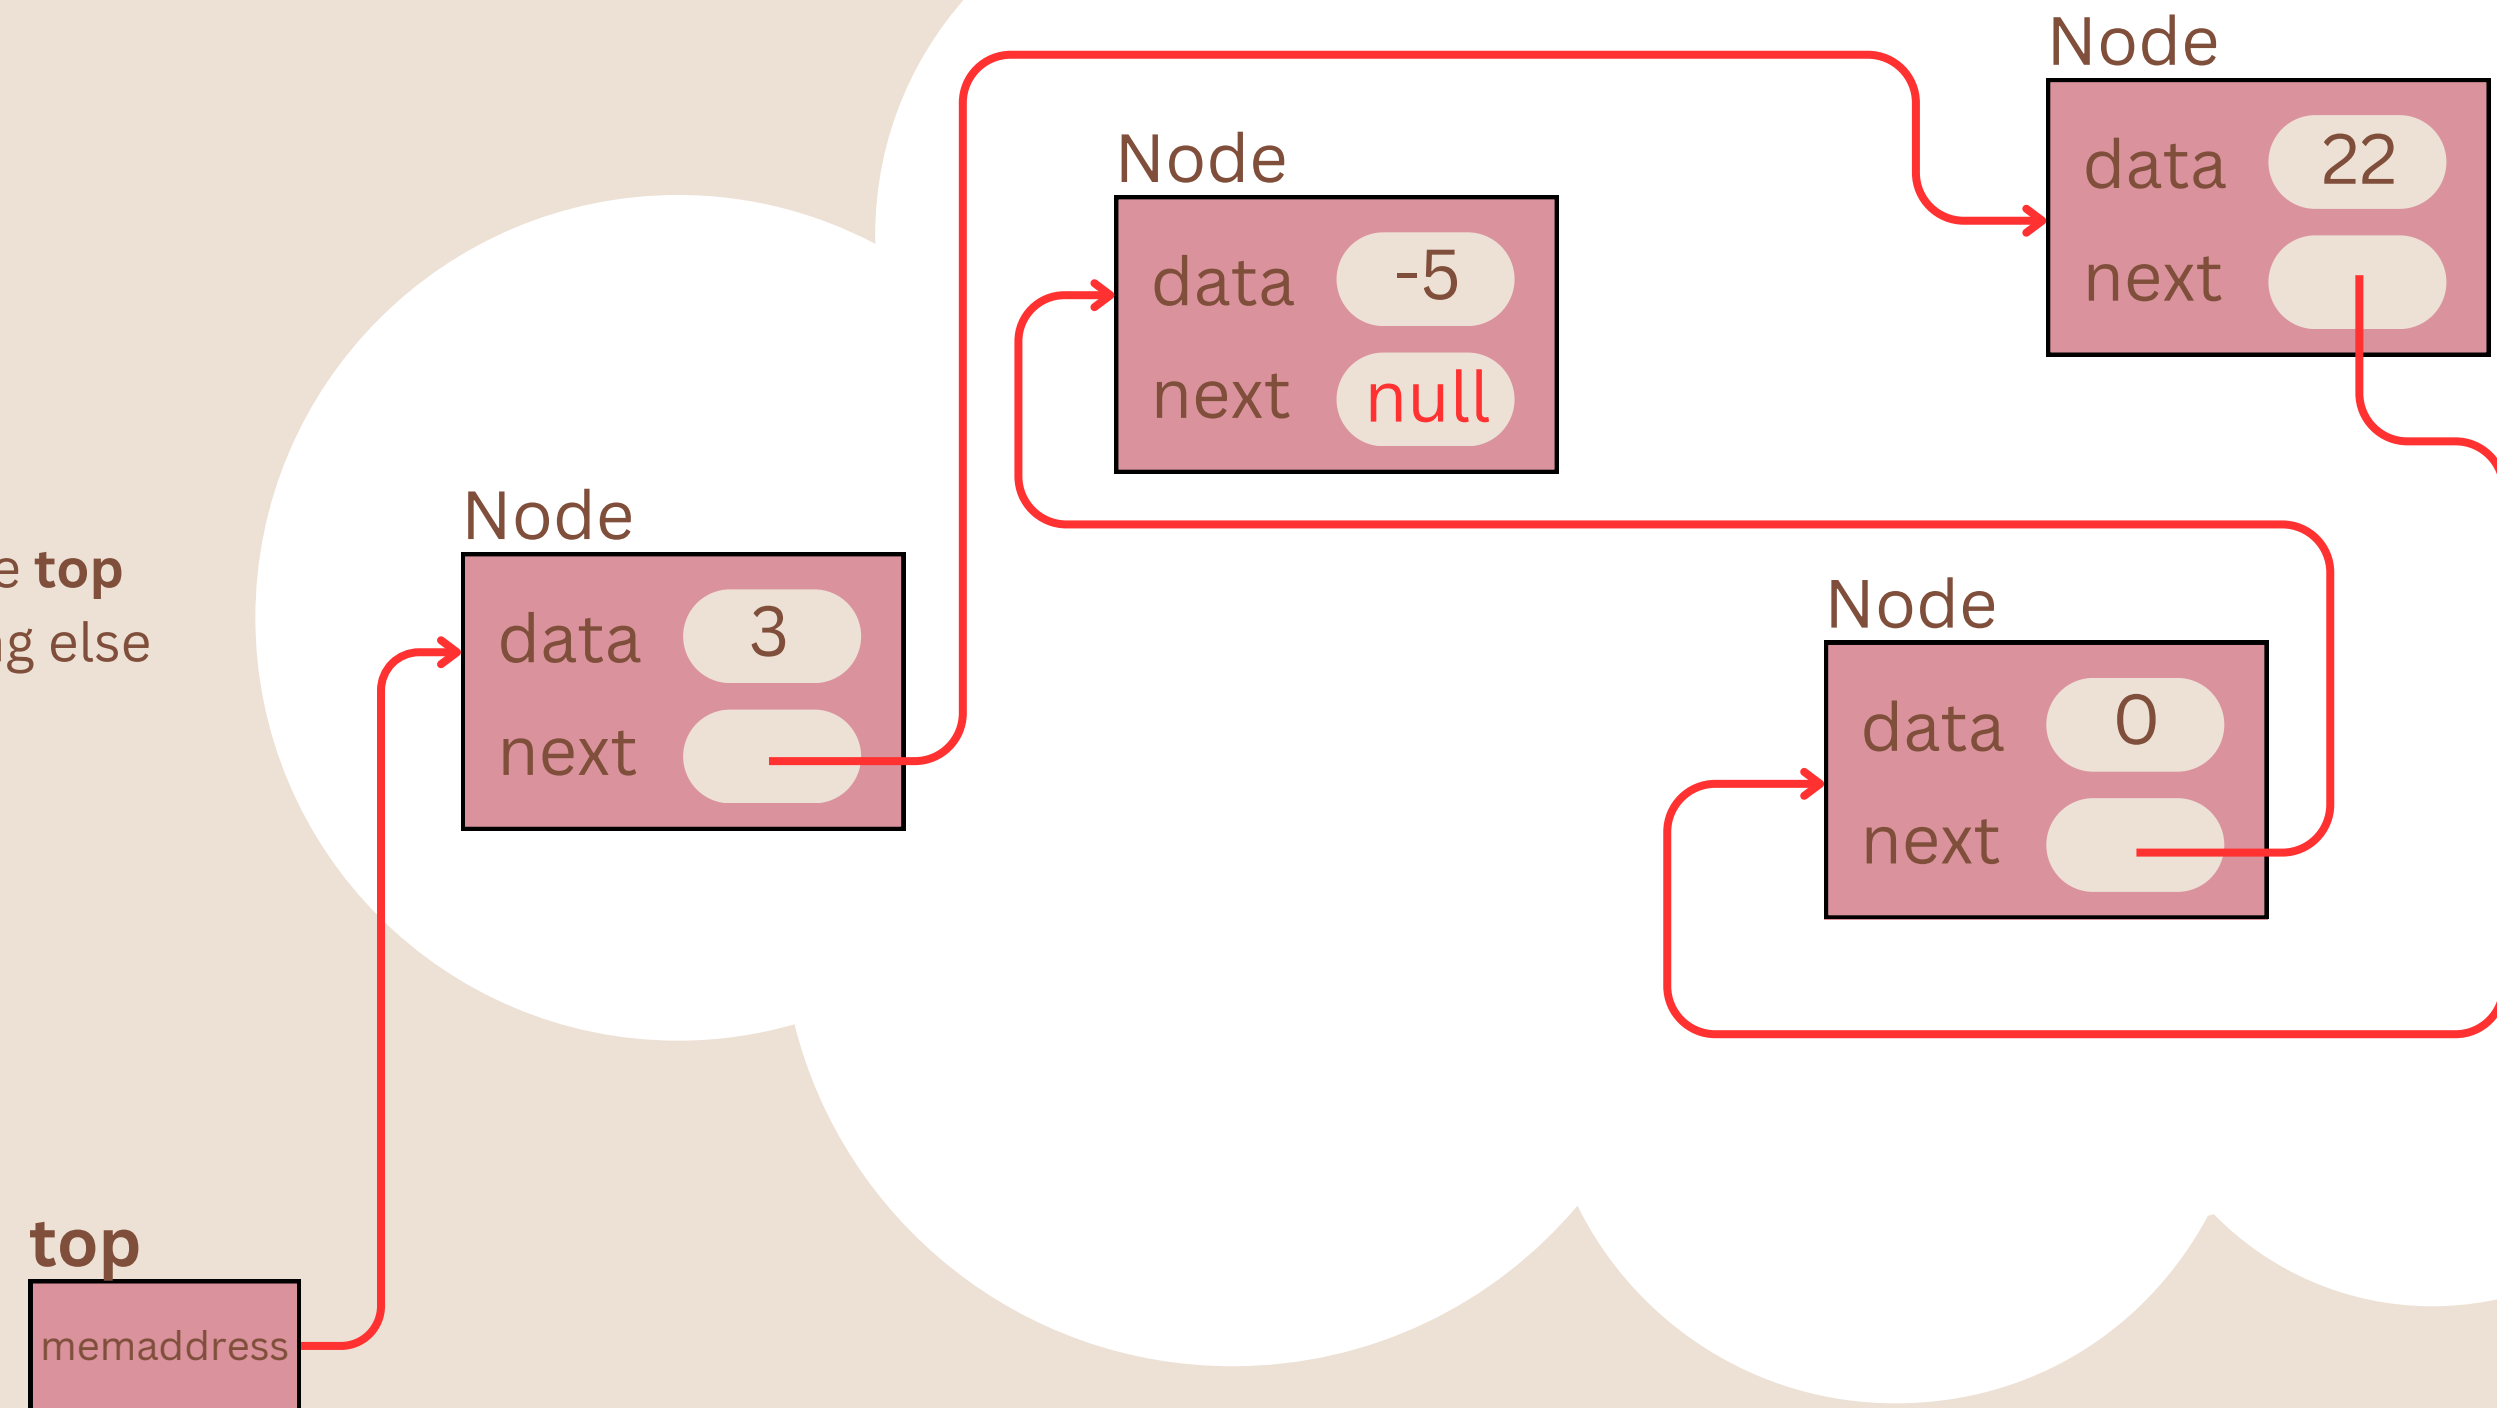 top
else
top
memaddress
Node
data 3
next
Node
data -5
next null
Node
data 22
next
Node
data 0
next